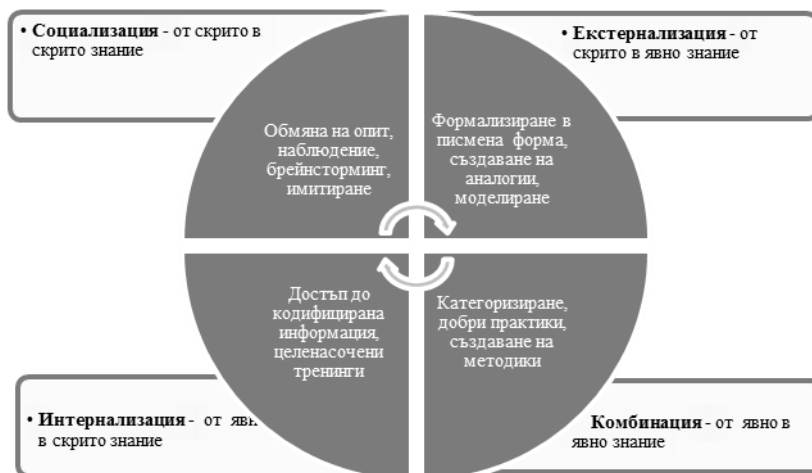 • Социализация - от скрито в
скрито знание
• Екстернализация - от
скрито в явно знание
Обмяна на опит,
наблюдение,
брейнсторминг,
имитиране
Формализиране в
писмена форма,
създаване на
аналогии,
моделиране
Достъп до
кодифицирана
информация,
целенасочени
тренинги
Категоризиране,
добри практики,
създаване на
методики
• Интернализация - от явн
в скрито знание
Комбинация - от явно в
явно знание